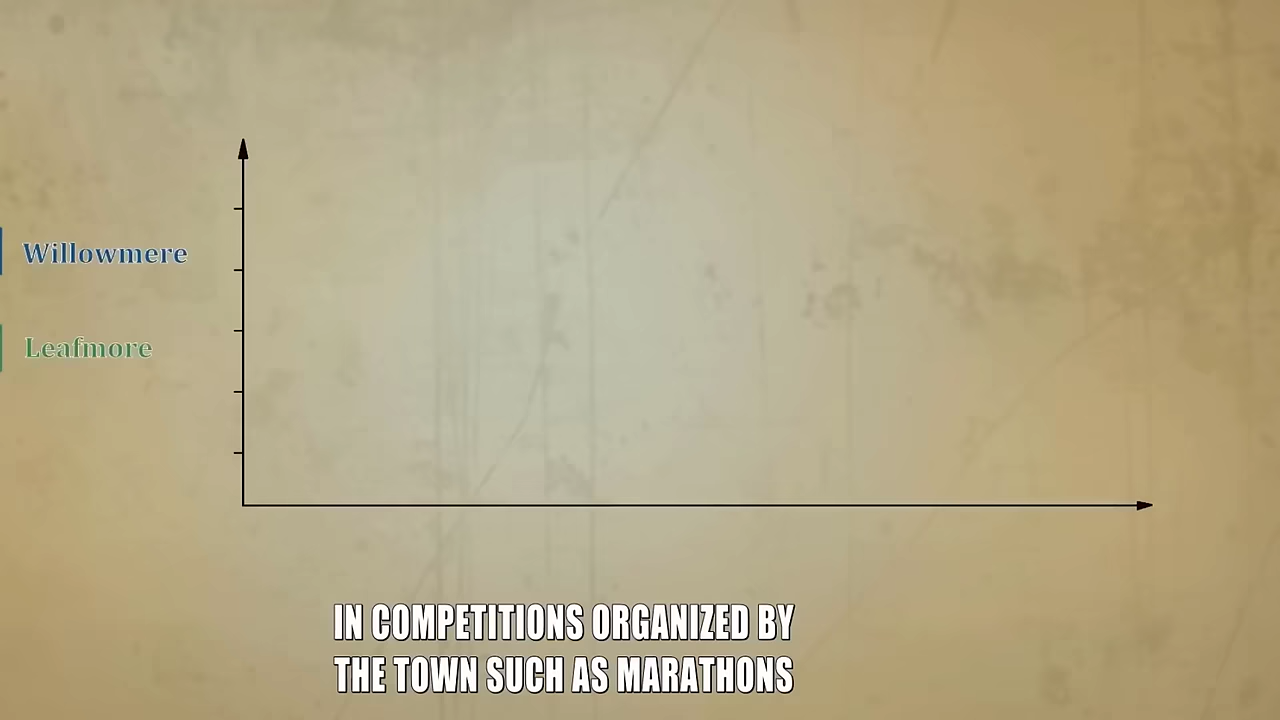 Willowmere
Leafmore
IN COMPETITIONS ORGANIZED BY
THE TOWN SUCH AS MARATHONS